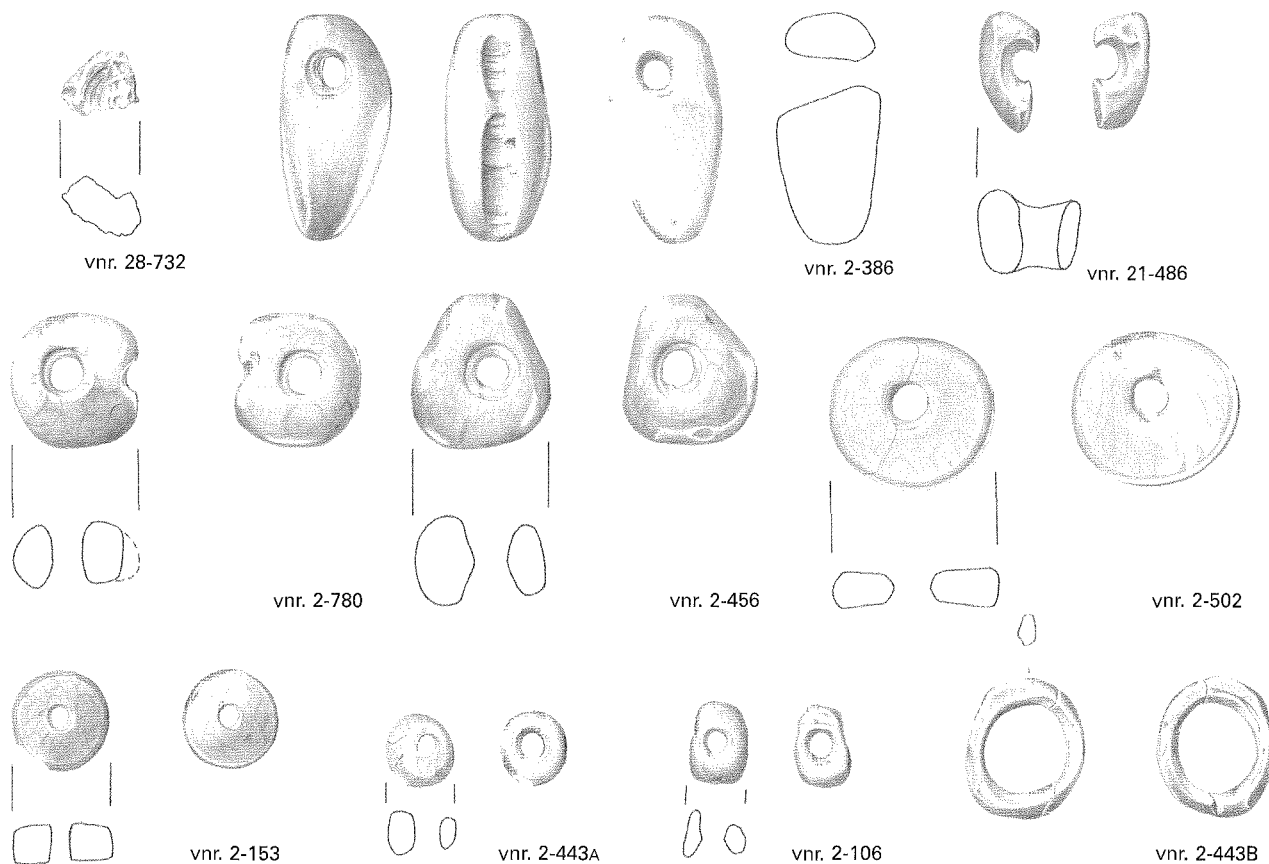 vnr. 28-732
vnr. 2-386
vnr. 21-486
vnr. 2-780
vnr. 2-456
vnr. 2-502
vnr. 2-153
vnr. 2-443A
vnr. 2-106
vnr. 2-443B